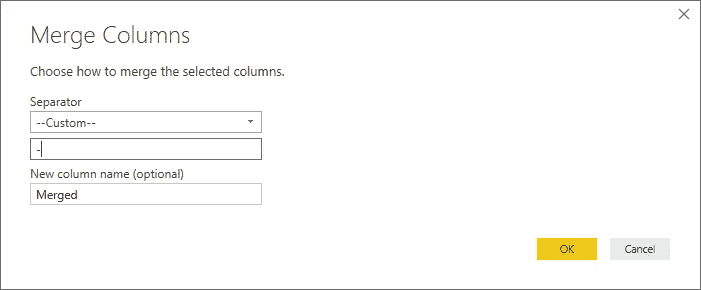 Merge Columns
Choose how to merge the selected columns.
Separator
--Custom--
-
New column name (optional)
Merged
OK Cancel